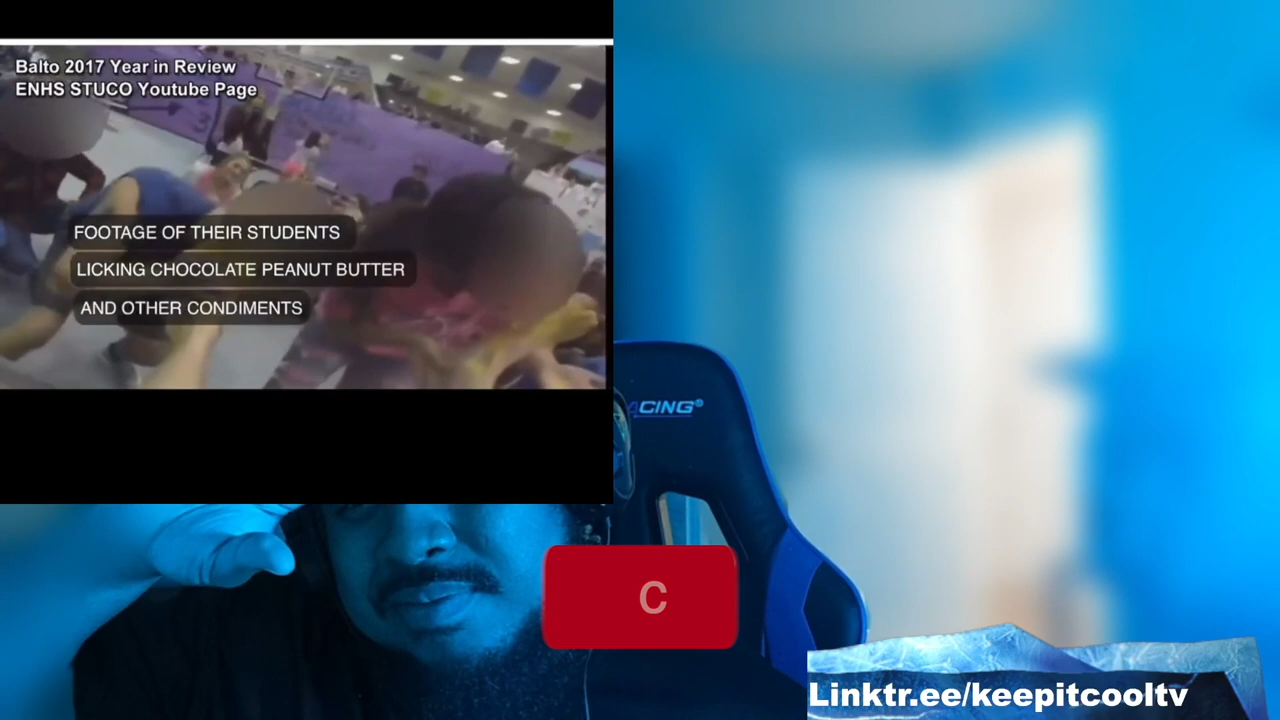 Balto 2017 Year in Review
ENHS STUCO Youtube Page
FOOTAGE OF THEIR STUDENTS
LICKING CHOCOLATE PEANUT BUTTER
AND OTHER CONDIMENTS
ACING®
C
Linktr.ee/keepitcooltv